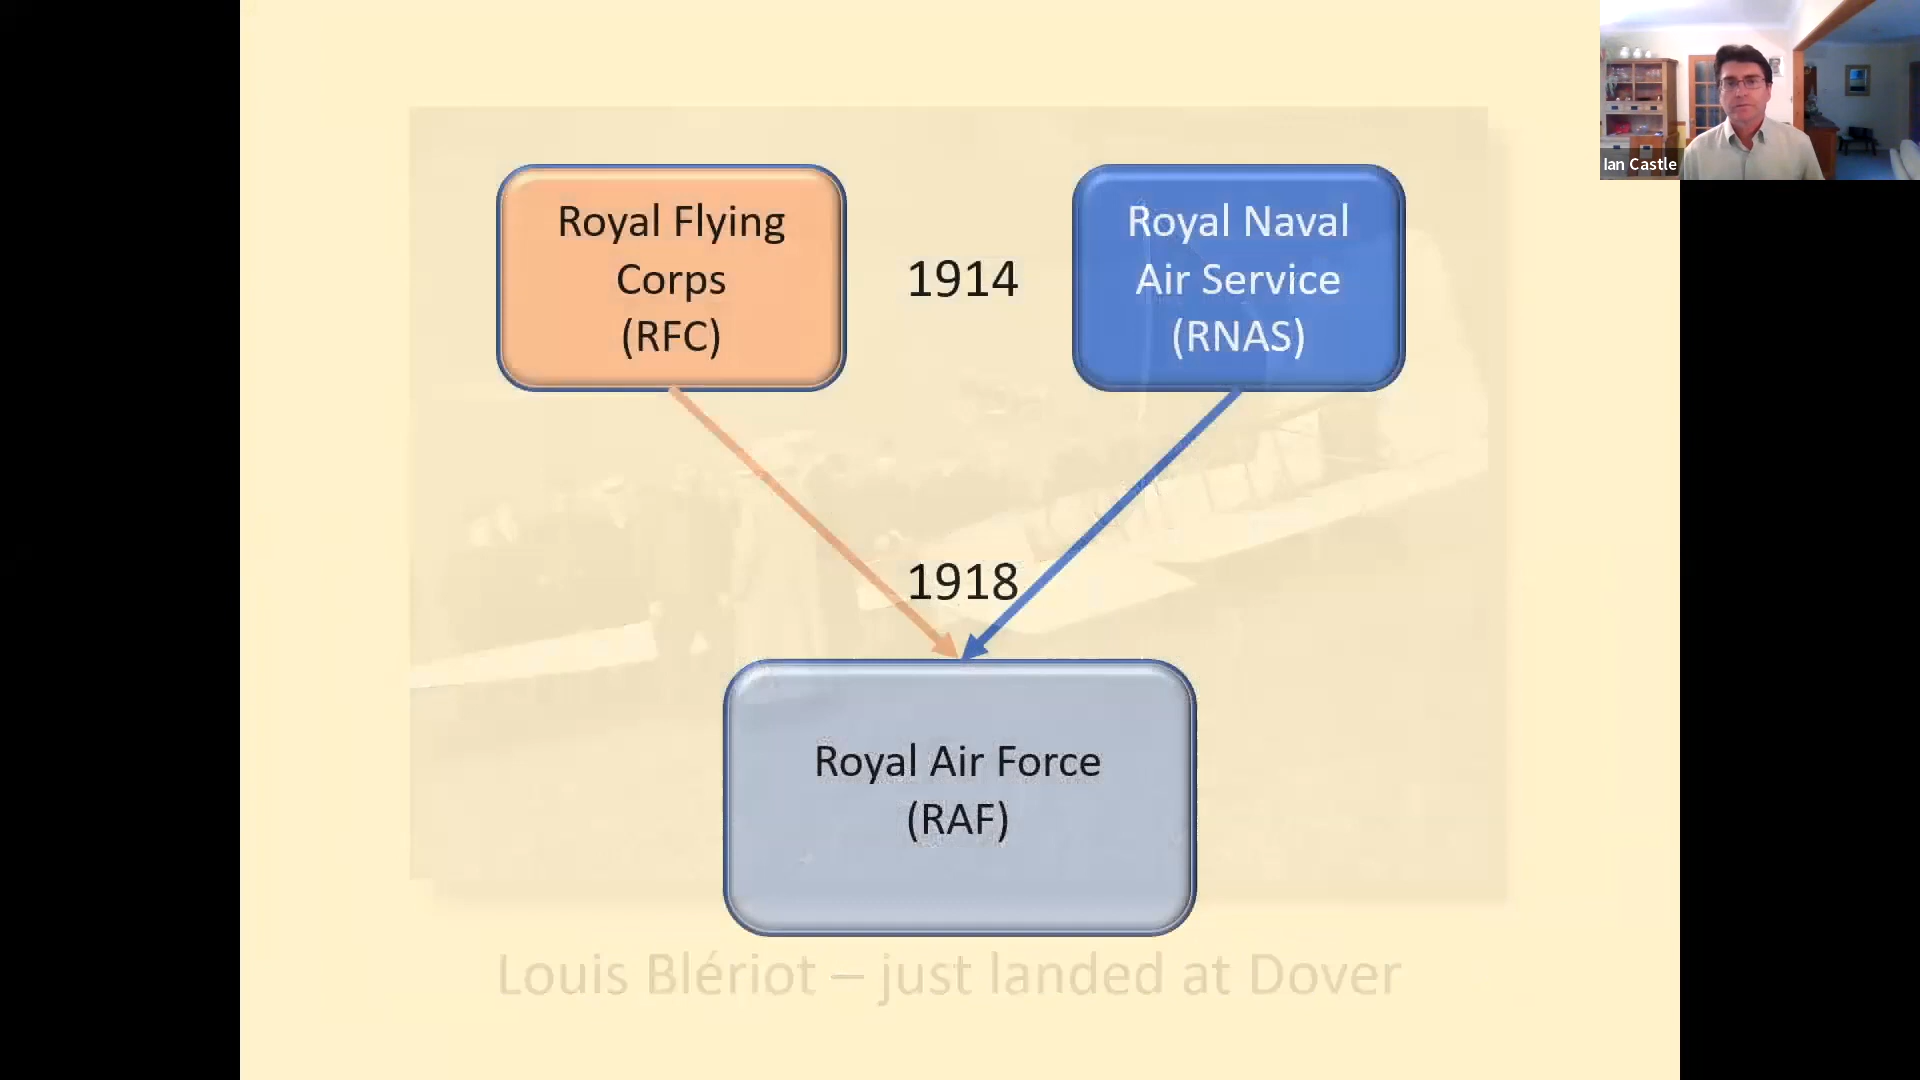 Ian Castle
Royal Flying
Corps
(RFC)
1914
Royal Naval
Air Service
(RNAS)
1918
Royal Air Force
(RAF)
Louis Blériot – just landed at Dover